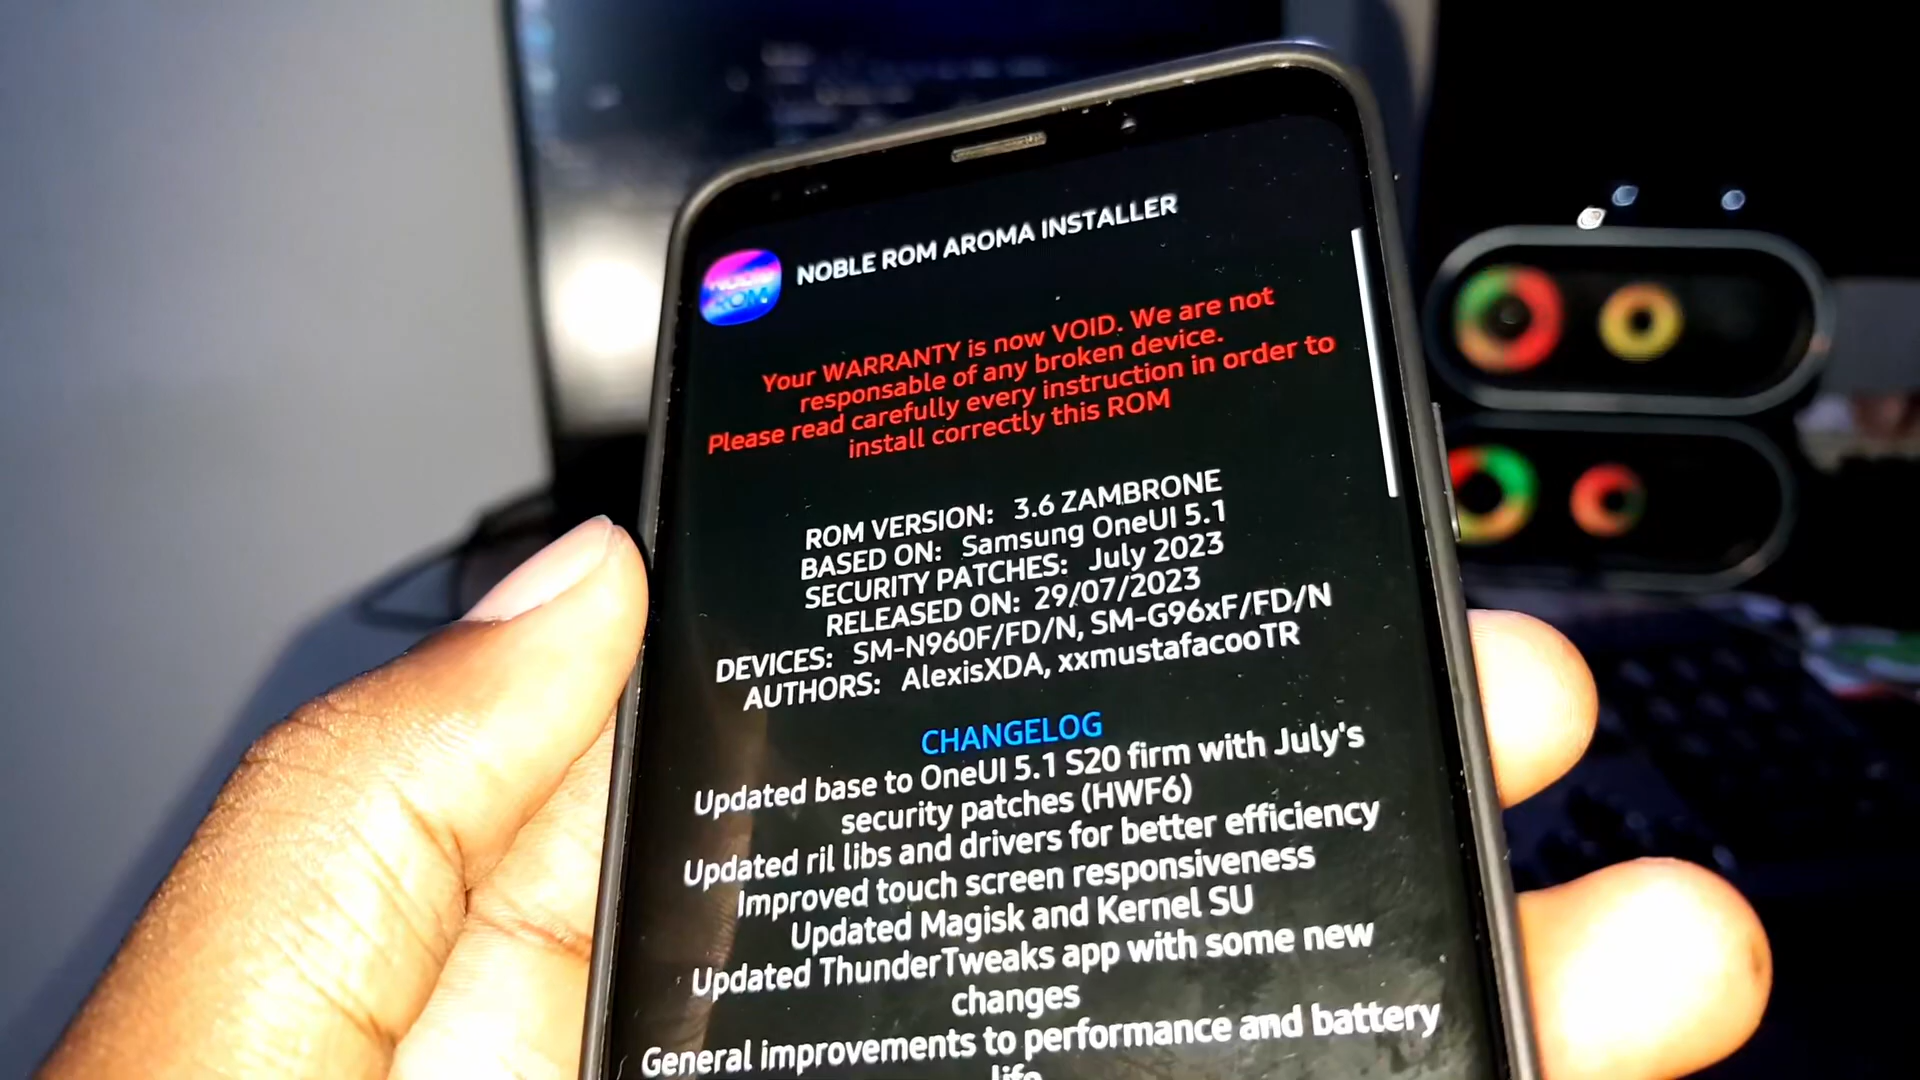 NOBLE ROM AROMA INSTALLER
NOBLE
ROM
Your WARRANTY is now VOID. We are not
responsable of any broken device.
Please read carefully every instruction in order to
install correctly this ROM
ROM VERSION: 3.6 ZAMBRONE
BASED ON: Samsung OneUI 5.1
SECURITY PATCHES: July 2023
RELEASED ON: 29/07/2023
DEVICES: SM-N960F/FD/N, SM-G96xF/FD/N
AUTHORS: AlexisXDA, xxmustafacooTR
CHANGELOG
Updated base to OneUI 5.1 S20 firm with July's
security patches (HWF6)
Updated ril libs and drivers for better efficiency
Improved touch screen responsiveness
Updated Magisk and Kernel SU
Updated ThunderTweaks app with some new
changes
General improvements to performance and battery
life